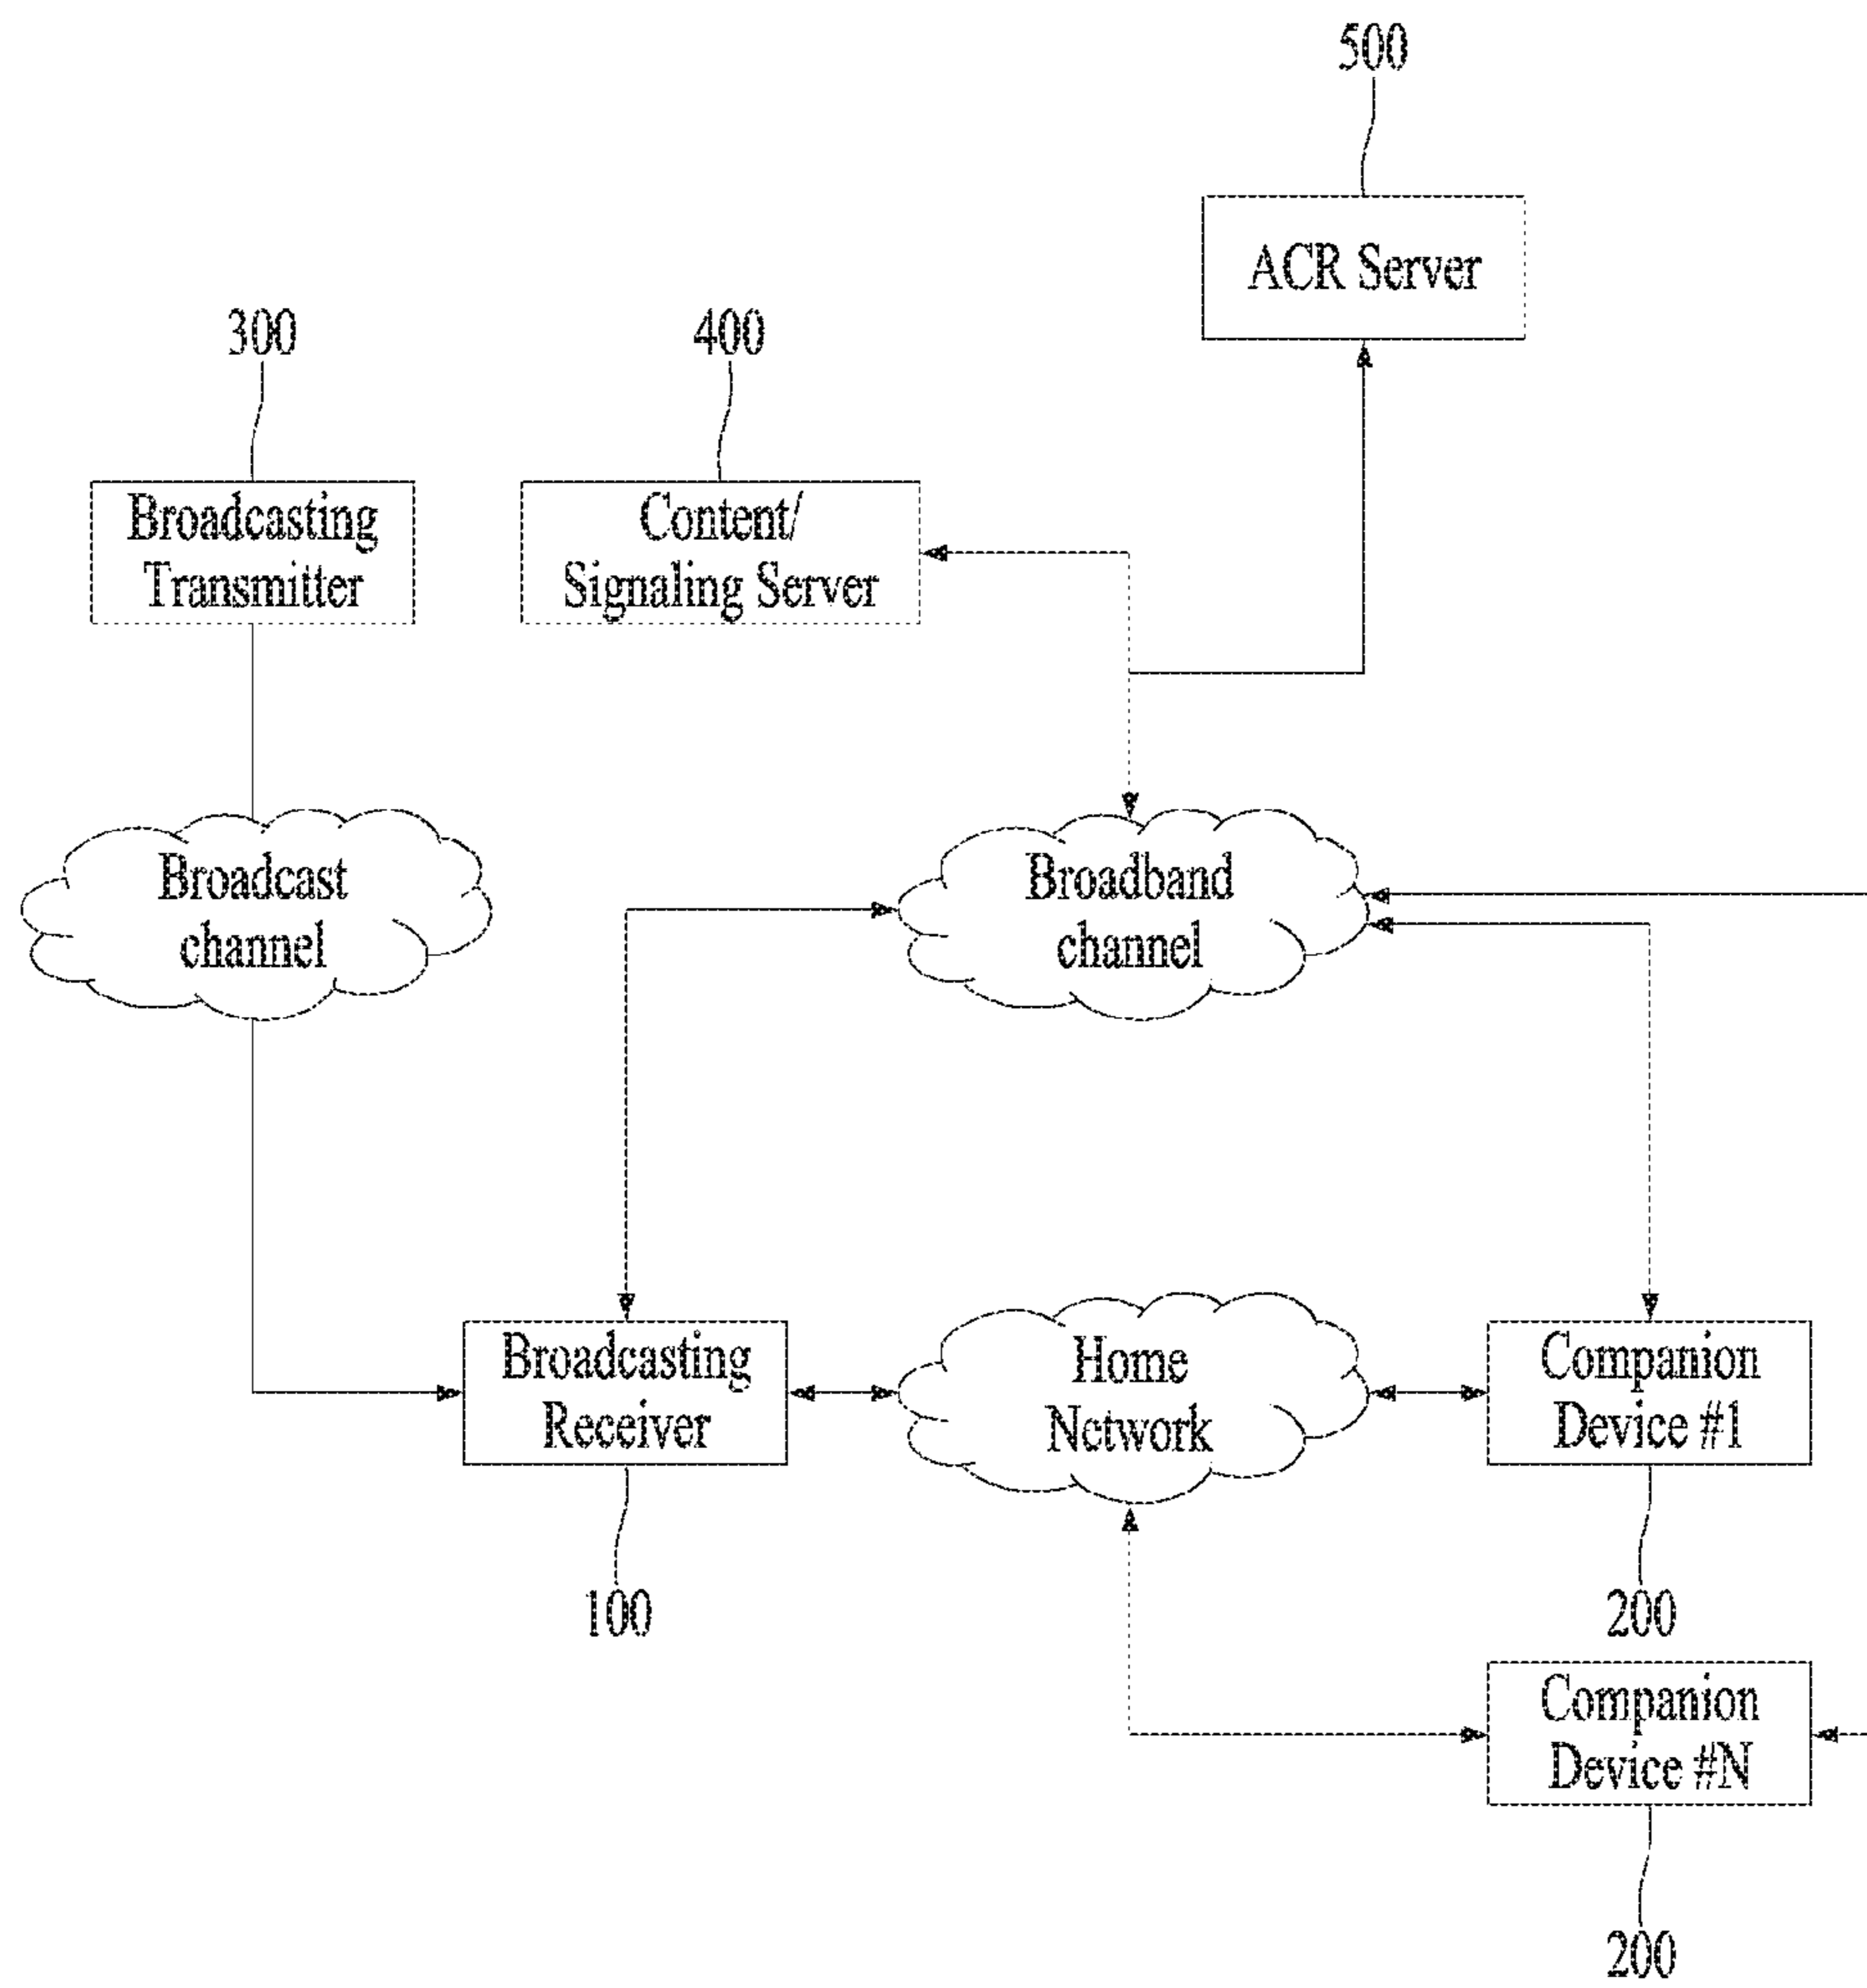 500
ACR Server
300
400
Broadcasting
Transmitter
Content/
Signaling Server
Broadcast
channel
Broadband
channel
Broadcasting
Receiver
Home
Network
Companion
Device #1
100
200
Companion
Device #N
200